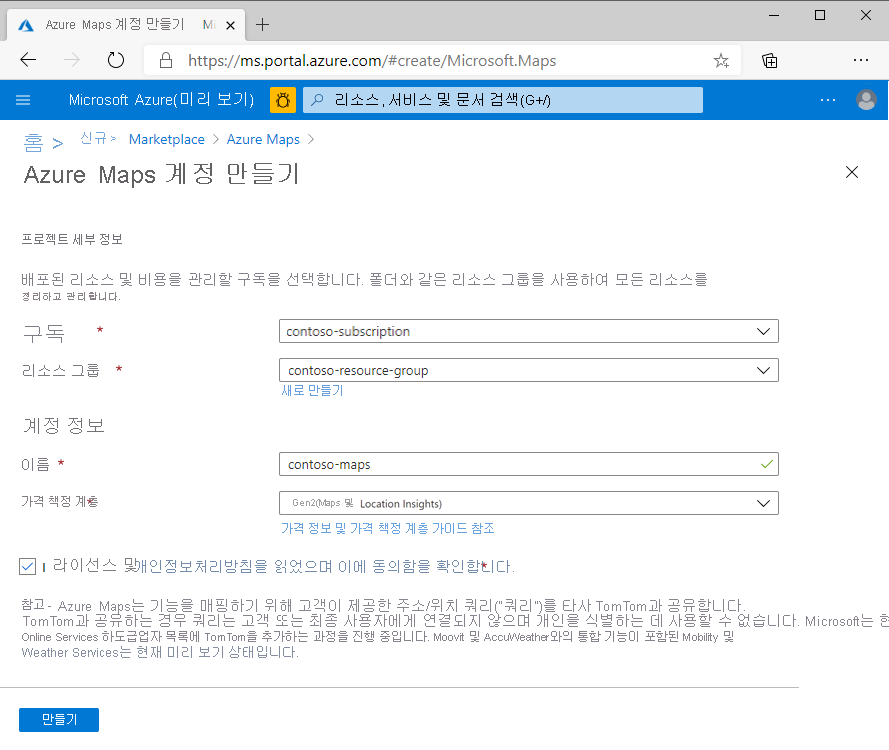 Azure Maps 계정 만들기 Mi
https://ms.portal.azure.com/#create/Microsoft.Maps
Microsoft Azure(미리 보기) 리소스, 서비스 및 문서 검색(G+/)
홈 > 신규 > Marketplace > Azure Maps >
Azure Maps 계정 만들기
프로젝트 세부 정보
배포된 리소스 및 비용을 관리할 구독을 선택합니다. 폴더와 같은 리소스 그룹을 사용하여 모든 리소스를
경리하고 관리합니다.
구독 * contoso-subscription
리소스 그룹 * contoso-resource-group
새로 만들기
계정 정보
이름 * contoso-maps
가격 책정 계층 * Gen2(Maps 및 Location Insights)
가격 정보 및 가격 책정 계층 가이드 참조
I 라이선스 및 개인정보처리방침을 읽었으며 이에 동의함을 확인합니다. *
참고 - Azure Maps는 기능을 매핑하기 위해 고객이 제공한 주소/위치 쿼리("쿼리")를 타사 TomTom과 공유합니다.
TomTom과 공유하는 경우 쿼리는 고객 또는 최종 사용자에게 연결되지 않으며 개인을 식별하는 데 사용할 수 없습니다. Microsoft는 현
Online Services 하도급업자 목록에 TomTom을 추가하는 과정을 진행 중입니다. Moovit 및 AccuWeather와의 통합 기능이 포함된 Mobility 및
Weather Services는 현재 미리 보기 상태입니다.
만들기